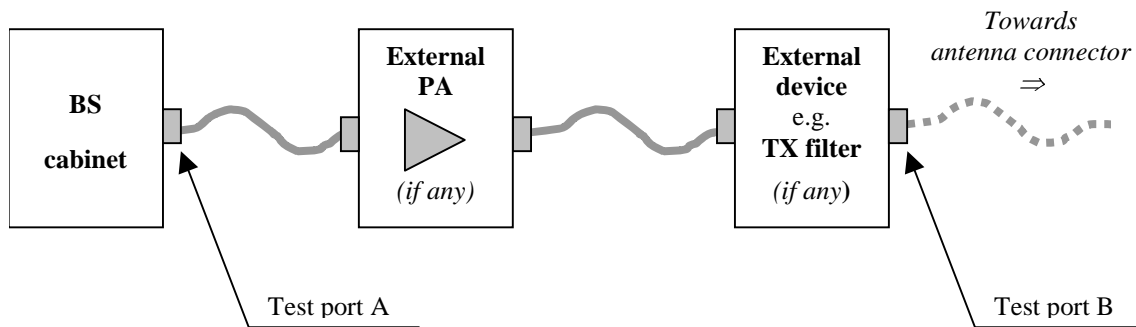 BS
cabinet
External
PA
(if any)
External
device
e.g.
TX filter
(if any)
Towards
antenna connector
⇒
Test port A
Test port B